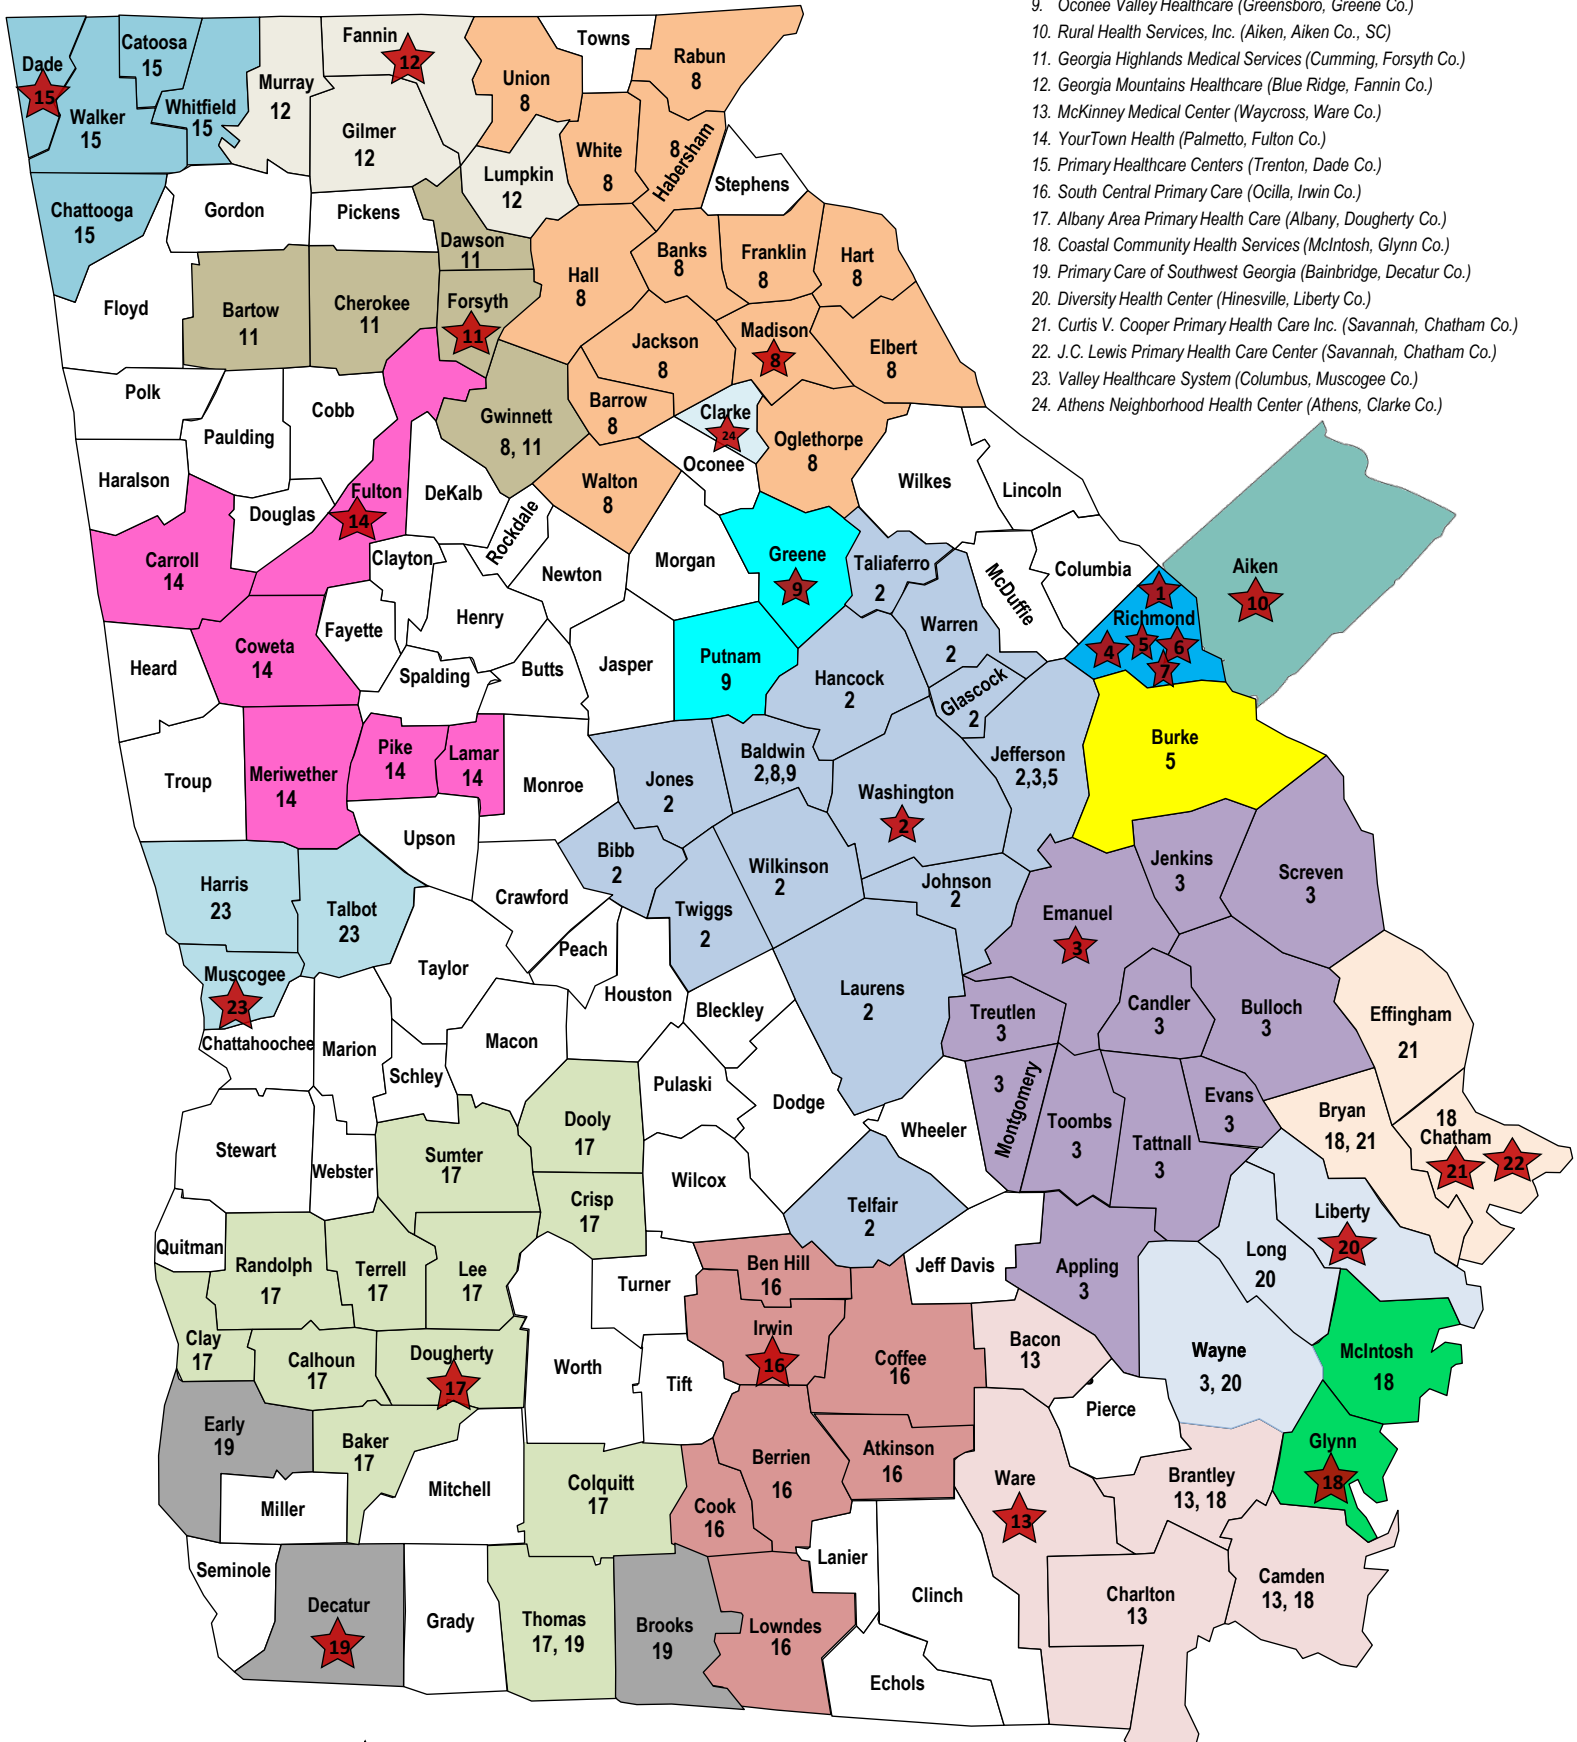 9. Oconee Valley Healthcare (Greensboro, Greene Co.)
10. Rural Health Services, Inc. (Aiken, Aiken Co., SC)
11. Georgia Highlands Medical Services (Cumming, Forsyth Co.)
12. Georgia Mountains Healthcare (Blue Ridge, Fannin Co.)
13. McKinney Medical Center (Waycross, Ware Co.)
14. YourTown Health (Palmetto, Fulton Co.)
15. Primary Healthcare Centers (Trenton, Dade Co.)
16. South Central Primary Care (Ocilla, Irwin Co.)
17. Albany Area Primary Health Care (Albany, Dougherty Co.)
18. Coastal Community Health Services (McIntosh, Glynn Co.)
19. Primary Care of Southwest Georgia (Bainbridge, Decatur Co.)
20. Diversity Health Center (Hinesville, Liberty Co.)
21. Curtis V. Cooper Primary Health Care Inc. (Savannah, Chatham Co.)
22. J.C. Lewis Primary Health Care Center (Savannah, Chatham Co.)
23. Valley Healthcare System (Columbus, Muscogee Co.)
24. Athens Neighborhood Health Center (Athens, Clarke Co.)
Dade
15
Catoosa
15
Walker
15
Whitfield
15
Murray
12
Fannin
12
Gilmer
12
Union
8
Towns
Rabun
8
White
8
8
Habersham
Stephens
Lumpkin
12
Chattooga
15
Gordon
Pickens
Dawson
11
Floyd
Bartow
11
Cherokee
11
Forsyth
11
Hall
8
Banks
8
Franklin
8
Hart
8
Jackson
8
Madison
8
Elbert
8
Polk
Paulding
Cobb
Gwinnett
8, 11
Barrow
8
Clarke
24
Oconee
Oglethorpe
8
Wilkes
Lincoln
Haralson
Douglas
Fulton
14
DeKalb
Rockdale
Walton
8
Carroll
14
Clayton
Newton
Morgan
Greene
9
Taliaferro
2
McDuffie
Columbia
Aiken
10
1
Richmond
4
5
6
7
Heard
Coweta
14
Fayette
Henry
Spalding
Butts
Jasper
Putnam
9
Hancock
2
Warren
2
Glascock
2
Troup
Meriwether
14
Pike
14
Lamar
14
Monroe
Jones
2
Baldwin
2,8,9
Washington
2
Jefferson
2,3,5
Burke
5
Upson
Bibb
2
Wilkinson
2
Johnson
2
Jenkins
3
Screven
3
Harris
23
Talbot
23
Crawford
Peach
Twiggs
2
Emanuel
3
Muscogee
23
Taylor
Houston
Bleckley
Laurens
2
Treutlen
3
Candler
3
Bulloch
3
Effingham
21
Chattahoochee
Marion
Schley
Macon
Pulaski
Dodge
Wheeler
3
Montgomery
Toombs
3
Tattnall
3
Evans
3
Bryan
18, 21
18
Chatham
21
22
Stewart
Webster
Sumter
17
Dooly
17
Crisp
17
Wilcox
Telfair
2
Liberty
20
Long
20
Quitman
Randolph
17
Terrell
17
Lee
17
Turner
Ben Hill
16
Jeff Davis
Appling
3
Clay
17
Calhoun
17
Dougherty
17
Worth
Tift
Irwin
16
Coffee
16
Bacon
13
Wayne
3, 20
McIntosh
18
Pierce
Early
19
Baker
17
Mitchell
Colquitt
17
Berrien
16
Atkinson
16
Ware
13
Brantley
13, 18
Glynn
18
Miller
Cook
16
Seminole
Decatur
19
Grady
Thomas
17, 19
Brooks
19
Lowndes
16
Lanier
Clinch
Echols
Charlton
13
Camden
13, 18